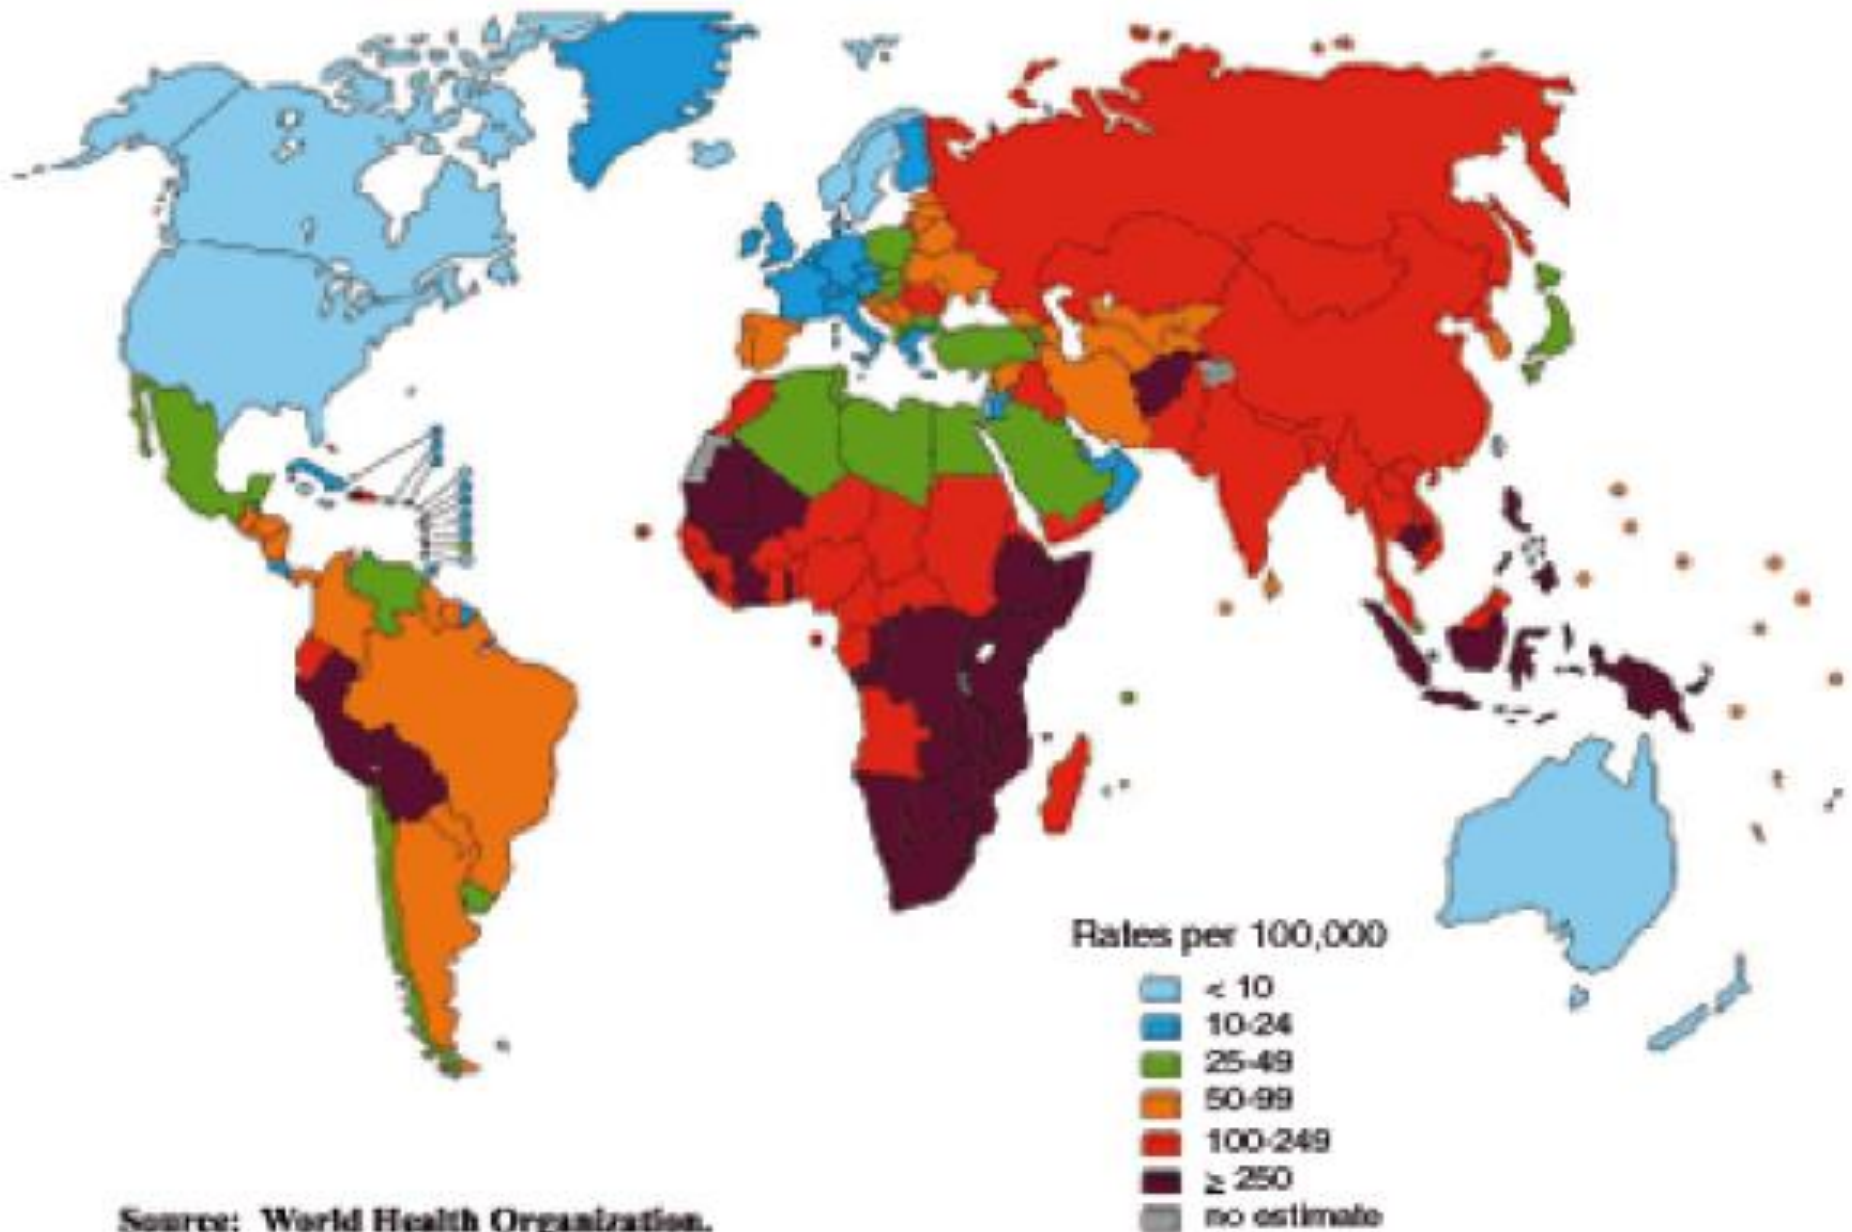 Rates per 100,000
< 10
10-24
25-49
50-99
100-249
≥ 250
no estimate
Source: World Health Organization.